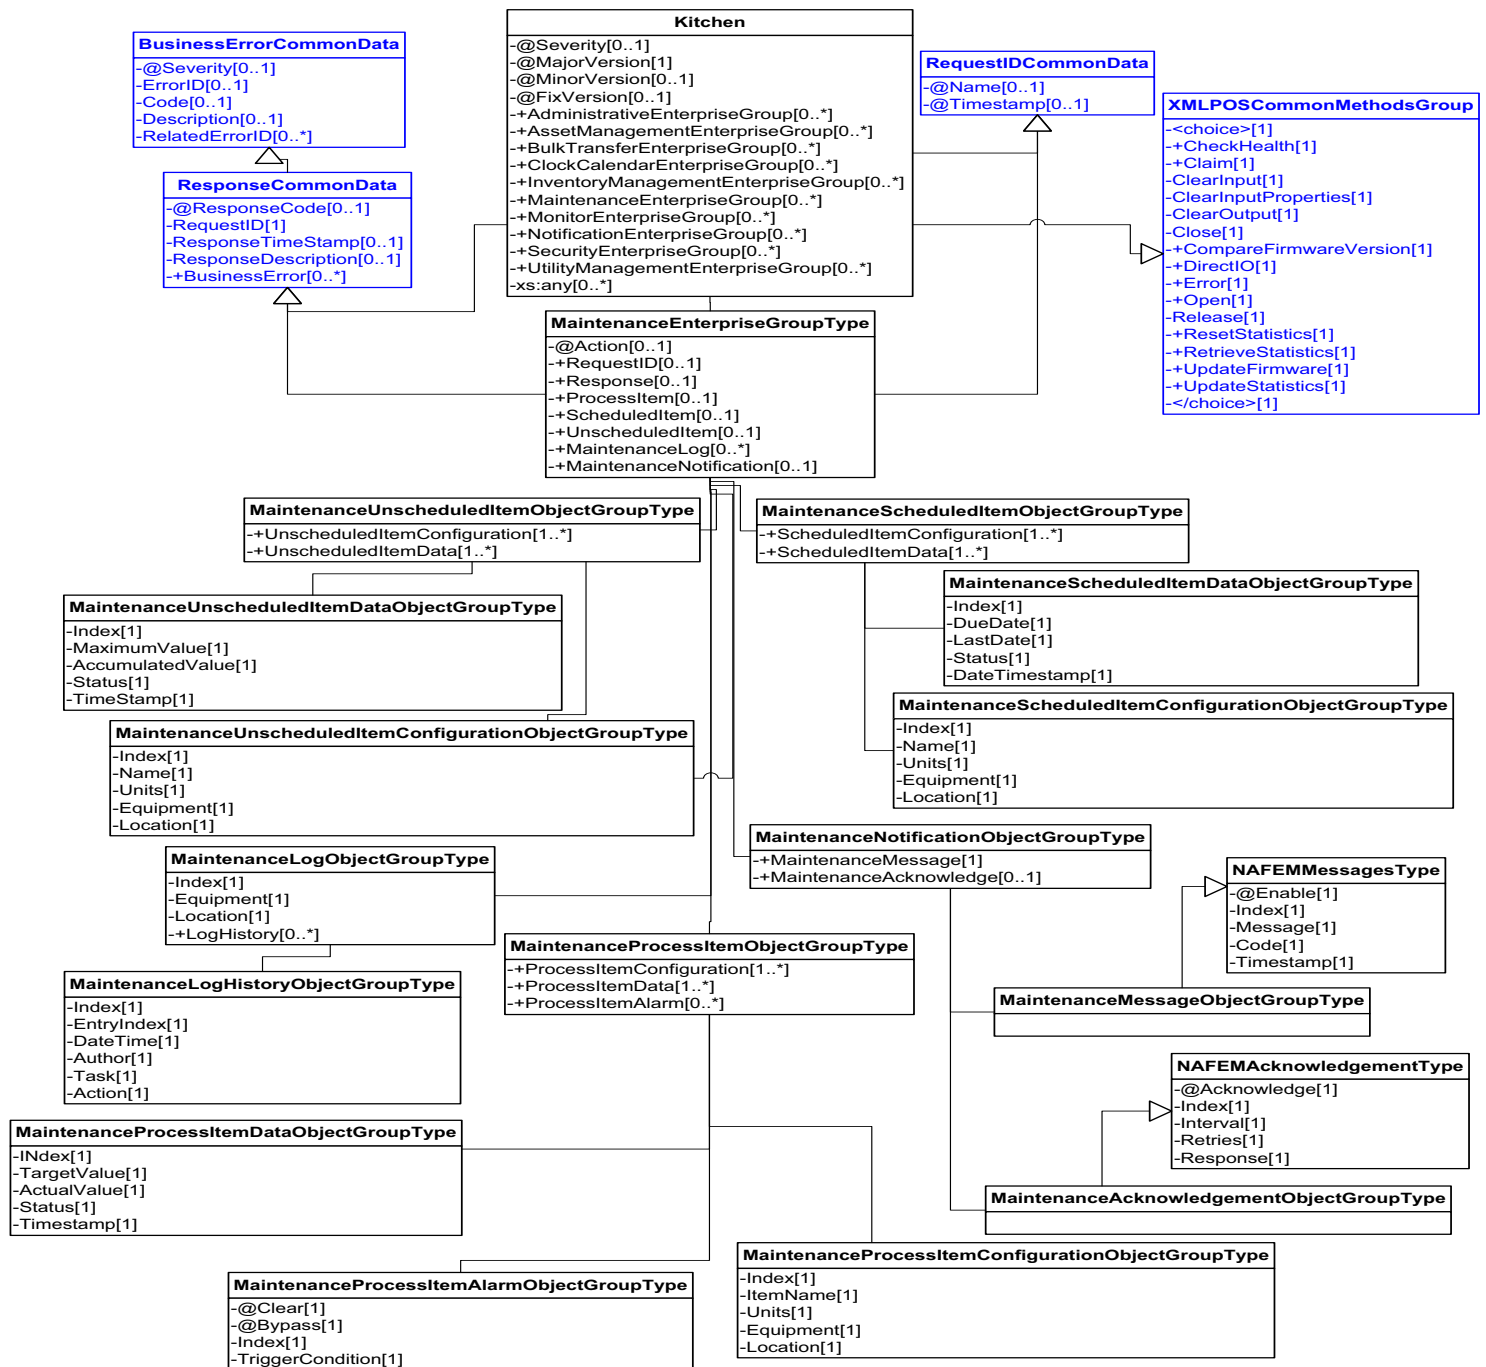 Kitchen
-@Severity[0..1]
-@MajorVersion[1]
-@MinorVersion[0..1]
-@FixVersion[0..1]
-+AdministrativeEnterpriseGroup[0..*]
-+AssetManagementEnterpriseGroup[0..*]
-+BulkTransferEnterpriseGroup[0..*]
-+ClockCalendarEnterpriseGroup[0..*]
-+InventoryManagementEnterpriseGroup[0..*]
-+MaintenanceEnterpriseGroup[0..*]
-+MonitorEnterpriseGroup[0..*]
-+NotificationEnterpriseGroup[0..*]
-+SecurityEnterpriseGroup[0..*]
-+UtilityManagementEnterpriseGroup[0..*]
-xs:any[0..*]
BusinessErrorCommonData
-@Severity[0..1]
-ErrorID[0..1]
-Code[0..1]
-Description[0..1]
-RelatedErrorID[0..*]
RequestIDCommonData
-@Name[0..1]
-@Timestamp[0..1]
XMLPOSCommonMethodsGroup
-<choice>[1]
-+CheckHealth[1]
-+Claim[1]
-ClearInput[1]
-ClearInputProperties[1]
-ClearOutput[1]
-Close[1]
-+CompareFirmwareVersion[1]
-+DirectIO[1]
-+Error[1]
-+Open[1]
-Release[1]
-+ResetStatistics[1]
-+RetrieveStatistics[1]
-+UpdateFirmware[1]
-+UpdateStatistics[1]
-</choice>[1]
ResponseCommonData
-@ResponseCode[0..1]
-RequestID[1]
-ResponseTimeStamp[0..1]
-ResponseDescription[0..1]
-+BusinessError[0..*]
MaintenanceEnterpriseGroupType
-@Action[0..1]
-+RequestID[0..1]
-+Response[0..1]
-+ProcessItem[0..1]
-+ScheduledItem[0..1]
-+UnscheduledItem[0..1]
-+MaintenanceLog[0..*]
-+MaintenanceNotification[0..1]
MaintenanceUnscheduledItemObjectGroupType
-+UnscheduledItemConfiguration[1..*]
-+UnscheduledItemData[1..*]
MaintenanceScheduledItemObjectGroupType
-+ScheduledItemConfiguration[1..*]
-+ScheduledItemData[1..*]
MaintenanceScheduledItemDataObjectGroupType
-Index[1]
-DueDate[1]
-LastDate[1]
-Status[1]
-DateTimestamp[1]
MaintenanceUnscheduledItemDataObjectGroupType
-Index[1]
-MaximumValue[1]
-AccumulatedValue[1]
-Status[1]
-TimeStamp[1]
MaintenanceScheduledItemConfigurationObjectGroupType
-Index[1]
-Name[1]
-Units[1]
-Equipment[1]
-Location[1]
MaintenanceUnscheduledItemConfigurationObjectGroupType
-Index[1]
-Name[1]
-Units[1]
-Equipment[1]
-Location[1]
MaintenanceNotificationObjectGroupType
-+MaintenanceMessage[1]
-+MaintenanceAcknowledge[0..1]
MaintenanceLogObjectGroupType
-Index[1]
-Equipment[1]
-Location[1]
-+LogHistory[0..*]
NAFEMMessagesType
-@Enable[1]
-Index[1]
-Message[1]
-Code[1]
-Timestamp[1]
MaintenanceProcessItemObjectGroupType
-+ProcessItemConfiguration[1..*]
-+ProcessItemData[1..*]
-+ProcessItemAlarm[0..*]
MaintenanceLogHistoryObjectGroupType
-Index[1]
-EntryIndex[1]
-DateTime[1]
-Author[1]
-Task[1]
-Action[1]
MaintenanceMessageObjectGroupType
NAFEMAcknowledgementType
-@Acknowledge[1]
-Index[1]
-Interval[1]
-Retries[1]
-Response[1]
MaintenanceProcessItemDataObjectGroupType
-INdex[1]
-TargetValue[1]
-ActualValue[1]
-Status[1]
-Timestamp[1]
MaintenanceAcknowledgementObjectGroupType
MaintenanceProcessItemConfigurationObjectGroupType
-Index[1]
-ItemName[1]
-Units[1]
-Equipment[1]
-Location[1]
MaintenanceProcessItemAlarmObjectGroupType
-@Clear[1]
-@Bypass[1]
-Index[1]
-TriggerCondition[1]